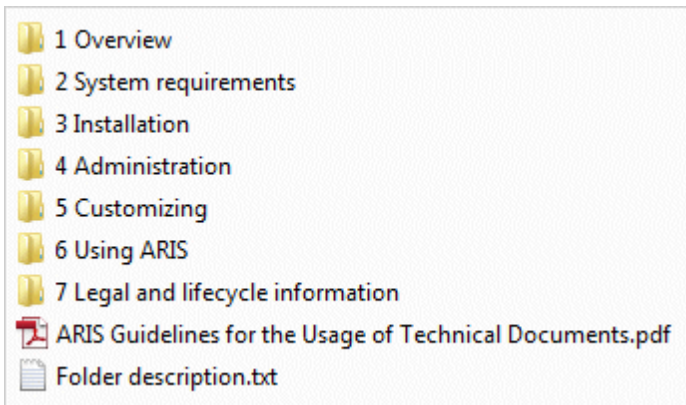 1 Overview
2 System requirements
3 Installation
4 Administration
5 Customizing
6 Using ARIS
7 Legal and lifecycle information
ARIS Guidelines for the Usage of Technical Documents.pdf
Folder description.txt